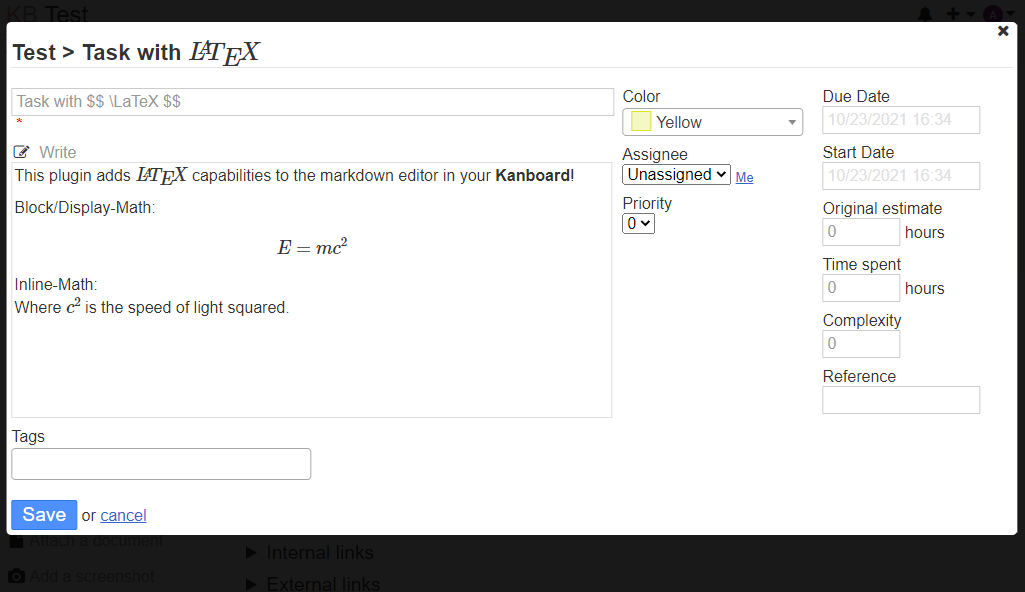 KB Test
Test > Task with LATEX
Task with $$ \LaTeX $$
*
Write
This plugin adds LATEX capabilities to the markdown editor in your Kanboard!
Block/Display-Math:
E = mc²
Inline-Math:
Where c² is the speed of light squared.
Tags
Save or cancel
Color
Yellow
Assignee
Unassigned Me
Priority
0
Due Date
10/23/2021 16:34
Start Date
10/23/2021 16:34
Original estimate
0 hours
Time spent
0 hours
Complexity
0
Reference
Attach a document
Add a screenshot
Internal links
External links